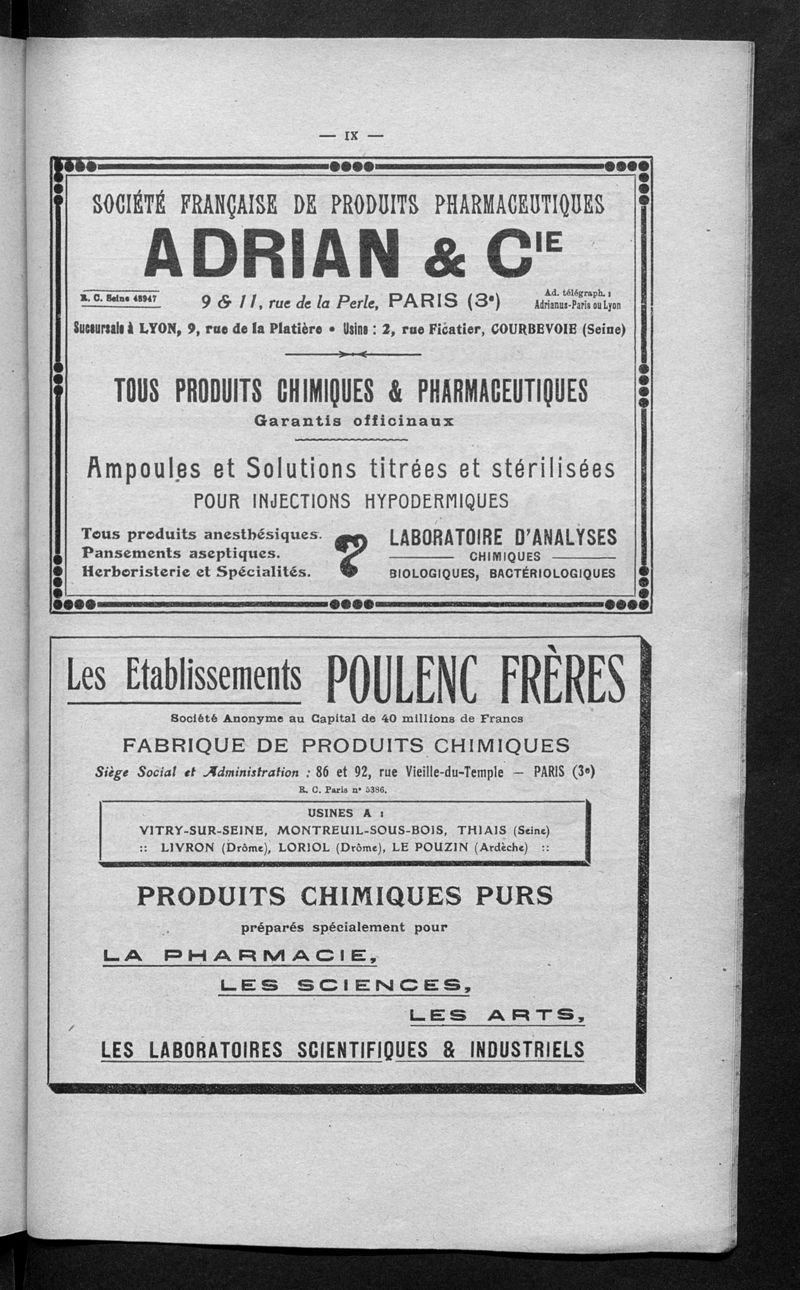 — IX —
SOCIÉTÉ FRANÇAISE DE PRODUITS PHARMACEUTIQUES
ADRIAN & CIE
R. C. Seine 48947
9 & 11, rue de la Perle, PARIS (3e)
Ad. télégraph. :
Adrianus-Paris ou Lyon
Succursale à LYON, 9, rue de la Platière • Usine : 2, rue Ficatier, COURBEVOIE (Seine)
TOUS PRODUITS CHIMIQUES & PHARMACEUTIQUES
Garantis officinaux
Ampoules et Solutions titrées et stérilisées
POUR INJECTIONS HYPODERMIQUES
Tous produits anesthésiques.
Pansements aseptiques.
Herboristerie et Spécialités.
LABORATOIRE D'ANALYSES
CHIMIQUES
BIOLOGIQUES, BACTÉRIOLOGIQUES
Les Etablissements POULENC FRÈRES
Société Anonyme au Capital de 40 millions de Francs
FABRIQUE DE PRODUITS CHIMIQUES
Siège Social et Administration : 86 et 92, rue Vieille-du-Temple — PARIS (3e)
R. C. Paris n° 5386.
USINES A :
VITRY-SUR-SEINE, MONTREUIL-SOUS-BOIS, THIAIS (Seine)
:: LIVRON (Drôme), LORIOL (Drôme), LE POUZIN (Ardèche) ::
PRODUITS CHIMIQUES PURS
préparés spécialement pour
LA PHARMACIE,
LES SCIENCES,
LES ARTS,
LES LABORATOIRES SCIENTIFIQUES & INDUSTRIELS